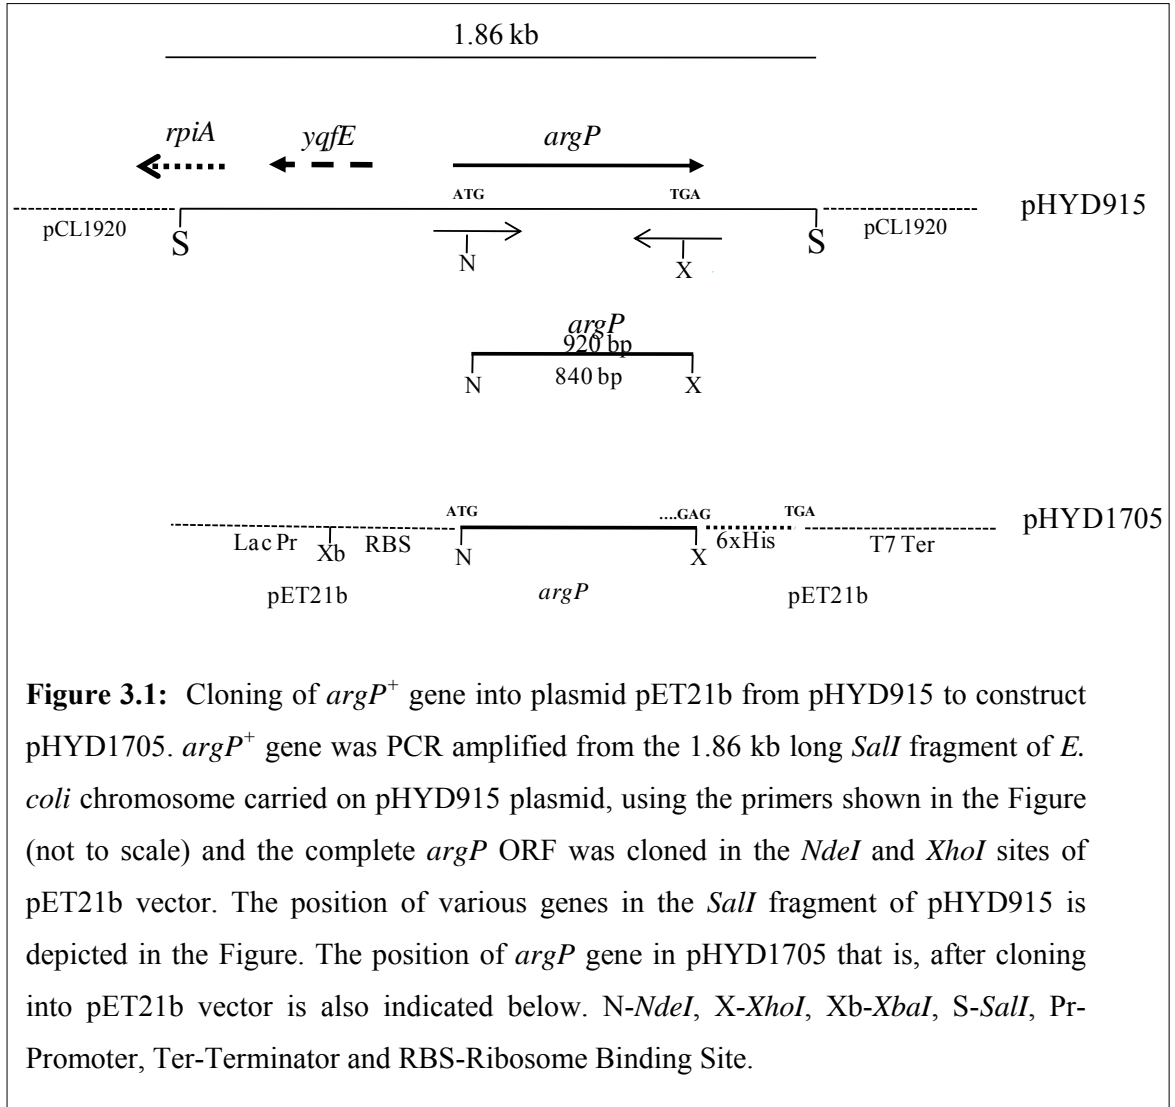 1.86 kb
rpiA yqfE argP
ATG TGA
pHYD915
pCL1920 S N X S pCL1920
argP
920 bp
N 840 bp X
ATG ....GAG TGA
pHYD1705
Lac Pr Xb RBS N X 6xHis T7 Ter
pET21b argP pET21b
Figure 3.1: Cloning of argP+ gene into plasmid pET21b from pHYD915 to construct
pHYD1705. argP+ gene was PCR amplified from the 1.86 kb long SalI fragment of E.
coli chromosome carried on pHYD915 plasmid, using the primers shown in the Figure
(not to scale) and the complete argP ORF was cloned in the NdeI and XhoI sites of
pET21b vector. The position of various genes in the SalI fragment of pHYD915 is
depicted in the Figure. The position of argP gene in pHYD1705 that is, after cloning
into pET21b vector is also indicated below. N-NdeI, X-XhoI, Xb-XbaI, S-SalI, Pr-
Promoter, Ter-Terminator and RBS-Ribosome Binding Site.